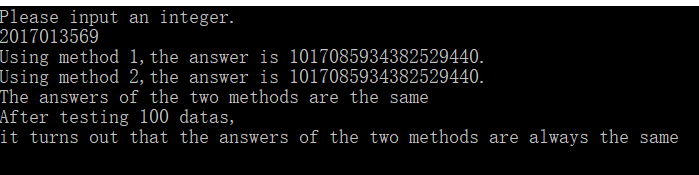 Please input an integer.
2017013569
Using method 1,the answer is 1017085934382529440.
Using method 2,the answer is 1017085934382529440.
The answers of the two methods are the same
After testing 100 datas,
it turns out that the answers of the two methods are always the same